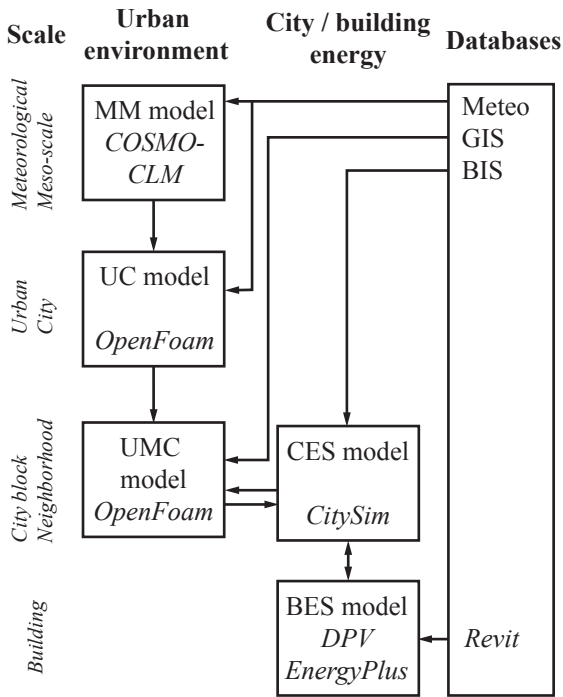 Scale
Urban
environment
City / building
energy
Databases
Meteorological
Meso-scale
MM model
COSMO-
CLM
Meteo
GIS
BIS
Urban
City
UC model
OpenFoam
City block
Neighborhood
UMC
model
OpenFoam
CES model
CitySim
Building
BES model
DPV
EnergyPlus
Revit